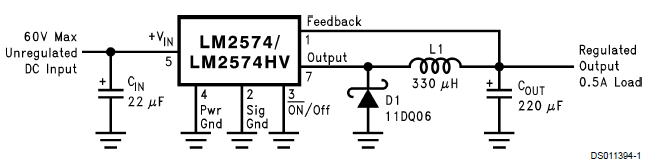 Feedback
60V Max
Unregulated
DC Input
+VIN
5
LM2574/
LM2574HV
1
Output
7
L1
330 μH
Regulated
Output
0.5A Load
+
CIN
22 μF
4
Pwr
Gnd
2
Sig
Gnd
3
ON/Off
D1
11DQ06
+
COUT
220 μF
DS011394-1